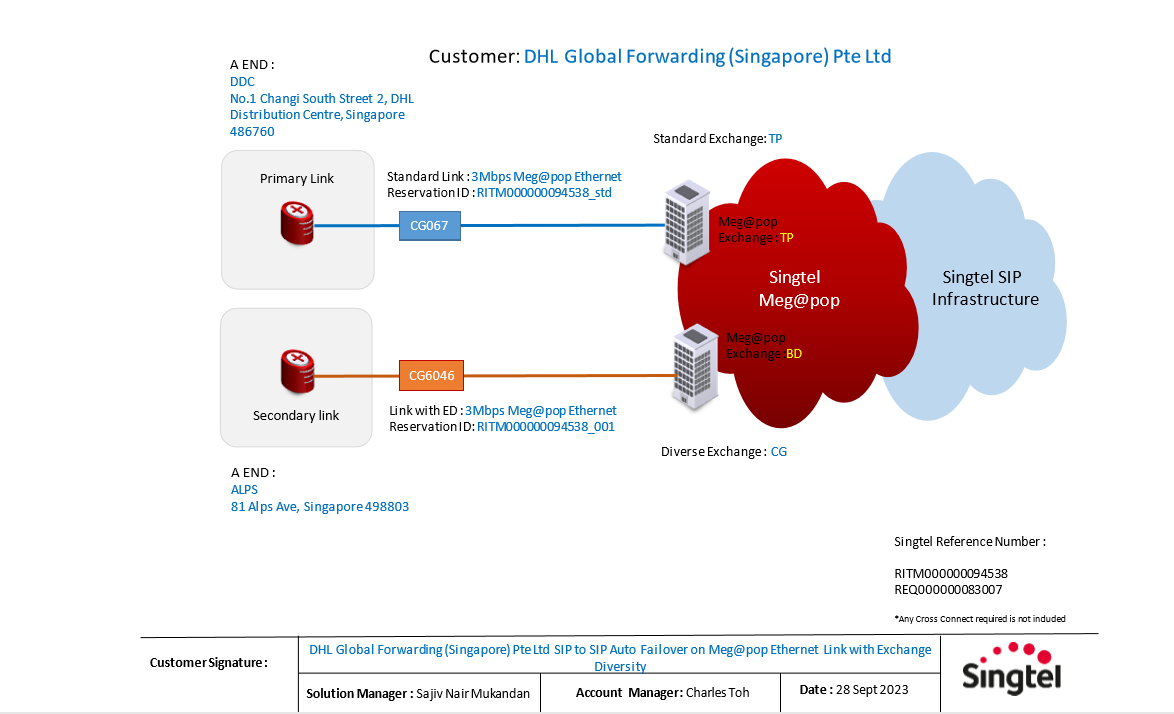 Customer: DHL Global Forwarding (Singapore) Pte Ltd
A END :
DDC
No.1 Changi South Street 2, DHL
Distribution Centre, Singapore
486760
Standard Exchange: TP
Primary Link
Standard Link : 3Mbps Meg@pop Ethernet
Reservation ID : RITM000000094538_std
CG067
Meg@pop
Exchange : TP
Singtel
Meg@pop
Singtel SIP
Infrastructure
Meg@pop
Exchange BD
CG6046
Secondary link
Link with ED : 3Mbps Meg@pop Ethernet
Reservation ID: RITM000000094538_001
Diverse Exchange : CG
A END :
ALPS
81 Alps Ave, Singapore 498803
Singtel Reference Number :
RITM000000094538
REQ000000083007
*Any Cross Connect required is not included
Customer Signature :
DHL Global Forwarding (Singapore) Pte Ltd SIP to SIP Auto Failover on Meg@pop Ethernet Link with Exchange
Diversity
Solution Manager : Sajiv Nair Mukandan
Account Manager: Charles Toh
Date : 28 Sept 2023
Singtel